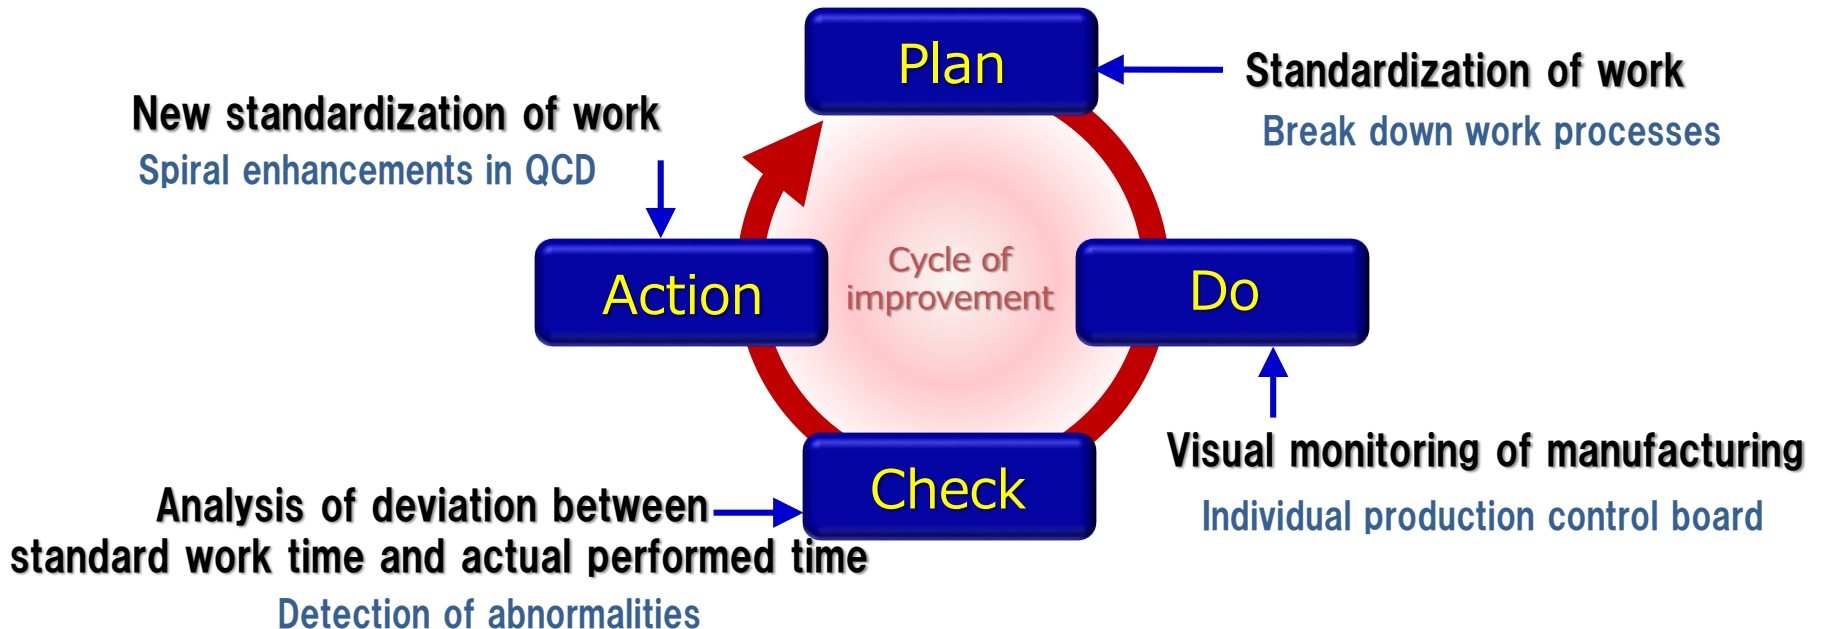 Plan
Standardization of work
Break down work processes
New standardization of work
Spiral enhancements in QCD
Action
Cycle of
improvement
Do
Visual monitoring of manufacturing
Individual production control board
Check
Analysis of deviation between
standard work time and actual performed time
Detection of abnormalities